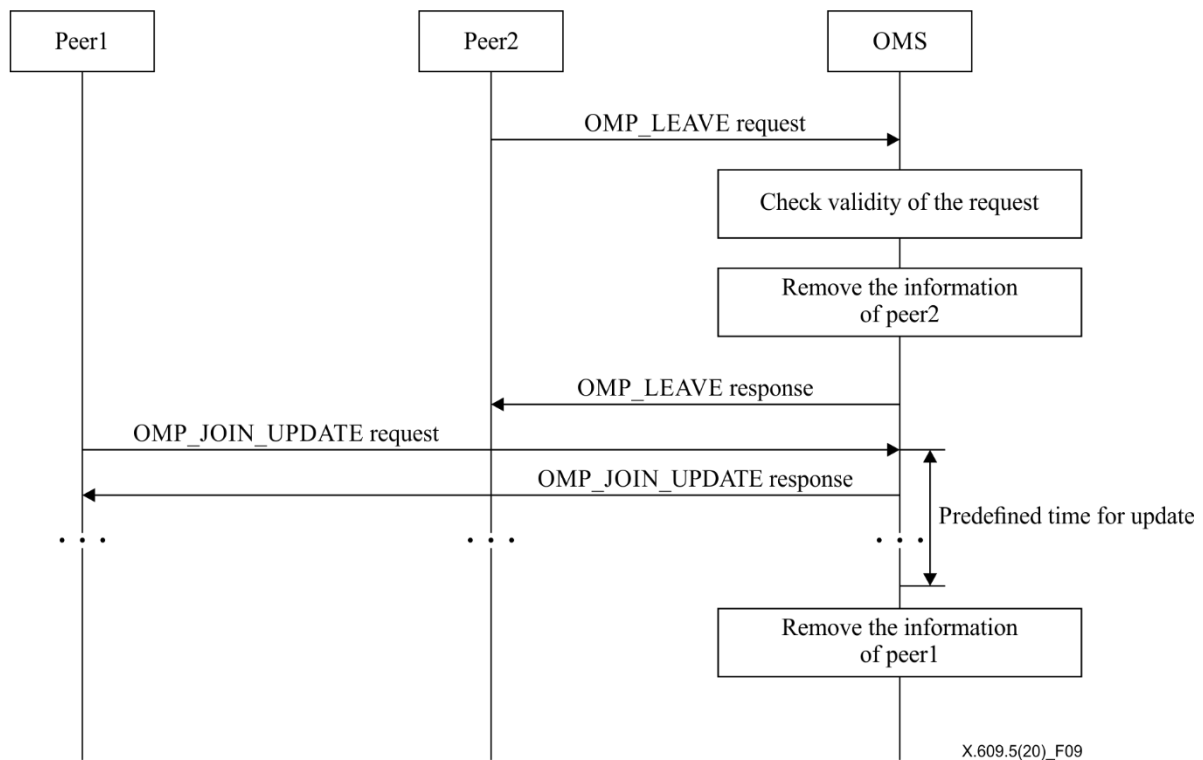 Peer1
Peer2
OMS
OMP_LEAVE request
Check validity of the request
Remove the information
of peer2
OMP_LEAVE response
OMP_JOIN_UPDATE request
OMP_JOIN_UPDATE response
Predefined time for update
Remove the information
of peer1
X.609.5(20)_F09